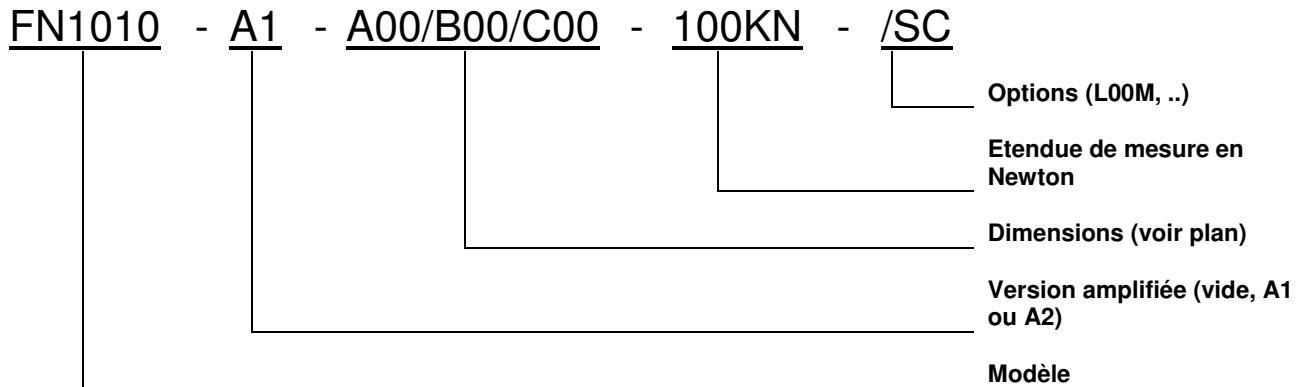 FN1010 - A1 - A00/B00/C00 - 100KN - /SC
Options (L00M, ..)
Etendue de mesure en
Newton
Dimensions (voir plan)
Version amplifiée (vide, A1
ou A2)
Modèle